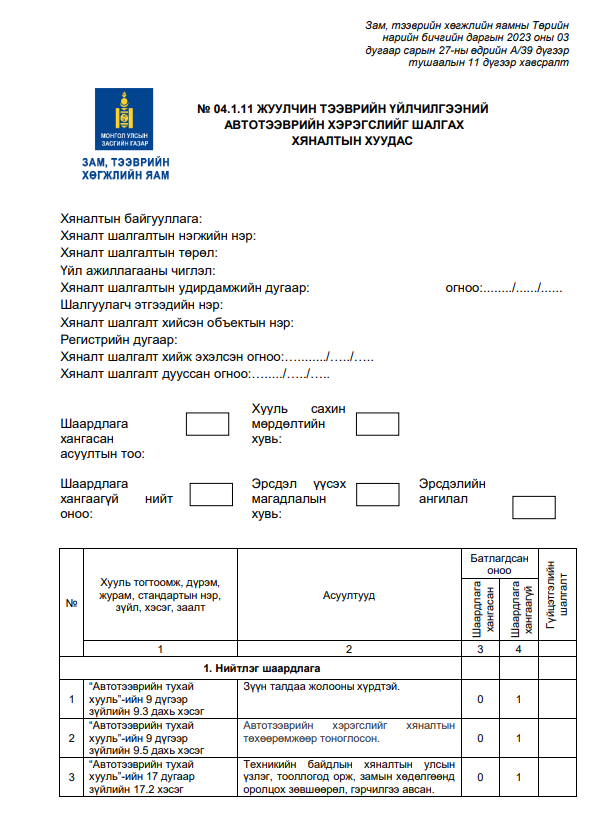 Зам, тээврийн хөгжлийн яамны Төрийн
нарийн бичгийн даргын 2023 оны 03
дугаар сарын 27-ны өдрийн А/39 дүгээр
тушаалын 11 дүгээр хавсралт
МОНГОЛ УЛСЫН
ЗАСГИЙН ГАЗАР
ЗАМ, ТЭЭВРИЙН
ХӨГЖЛИЙН ЯАМ
№ 04.1.11 ЖУУЛЧИН ТЭЭВРИЙН ҮЙЛЧИЛГЭЭНИЙ
АВТОТЭЭВРИЙН ХЭРЭГСЛИЙГ ШАЛГАХ
ХЯНАЛТЫН ХУУДАС
Хяналтын байгууллага:
Хяналт шалгалтын нэгжийн нэр:
Хяналт шалгалтын төрөл:
Үйл ажиллагааны чиглэл:
Хяналт шалгалтын удирдамжийн дугаар: огноо:......../....../......
Шалгуулагч этгээдийн нэр:
Хяналт шалгалт хийсэн объектын нэр:
Регистрийн дугаар:
Хяналт шалгалт хийж эхэлсэн огноо:…......../…../…..
Хяналт шалгалт дууссан огноо:…...../…../…..
Шаардлага
хангасан
асуултын тоо:
Хууль сахин
мөрдөлтийн
хувь:
Шаардлага
хангаагүй нийт
оноо:
Эрсдэл үүсэх
магадлалын
хувь:
Эрсдэлийн
ангилал
№
Хууль тогтоомж, дүрэм,
журам, стандартын нэр,
зүйл, хэсэг, заалт
Асуултууд
Батлагдсан
оноо
Шаардлага
хангасан
Шаардлага
хангаагүй
Гүйцэтгэлийн
шалгалт
1 2 3 4
1. Нийтлэг шаардлага
1
“Автотээврийн тухай
хууль”-ийн 9 дүгээр
зүйлийн 9.3 дахь хэсэг
Зүүн талдаа жолооны хүрдтэй.
0 1
2
“Автотээврийн тухай
хууль”-ийн 9 дүгээр
зүйлийн 9.5 дахь хэсэг
Автотээврийн хэрэгслийг хяналтын
төхөөрөмжөөр тоноглосон.
0 1
3
“Автотээврийн тухай
хууль”-ийн 17 дугаар
зүйлийн 17.2 хэсэг
Техникийн байдлын хяналтын улсын
үзлэг, тооллогод орж, замын хөдөлгөөнд
оролцох зөвшөөрөл, гэрчилгээ авсан.
0 1